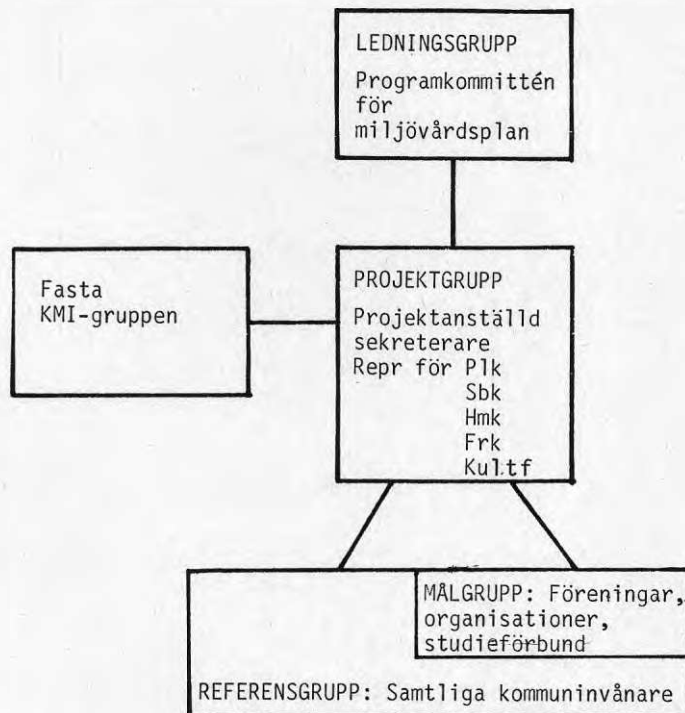 LEDNINGSGRUPP
Programkommittén
för
miljövårdsplan
Fasta
KMI-gruppen
PROJEKTGRUPP
Projektanställd
sekreterare
Repr för Plk
Sbk
Hmk
Frk
Kultf
MÅLGRUPP: Föreningar,
organisationer,
studieförbund
REFERENSGRUPP: Samtliga kommuninvånare